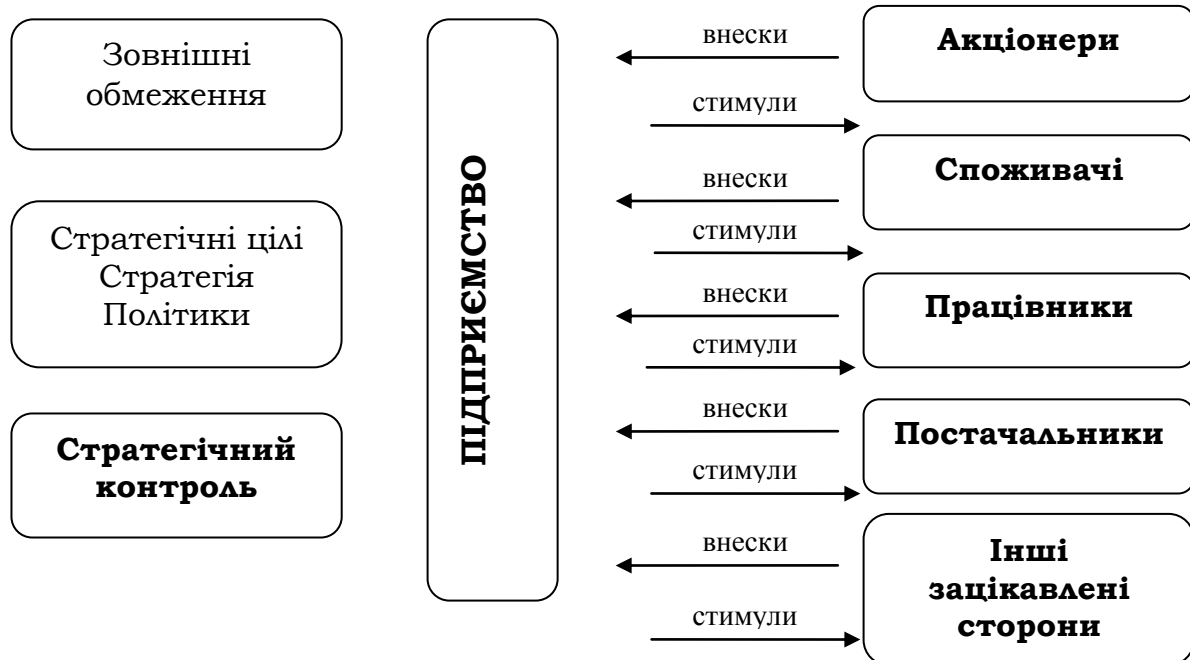 Зовнішні
обмеження
Стратегічні цілі
Стратегія
Політики
Стратегічний
контроль
ПІДПРИЄМСТВО
внески
стимули
внески
стимули
внески
стимули
внески
стимули
внески
стимули
Акціонери
Споживачі
Працівники
Постачальники
Інші
зацікавлені
сторони